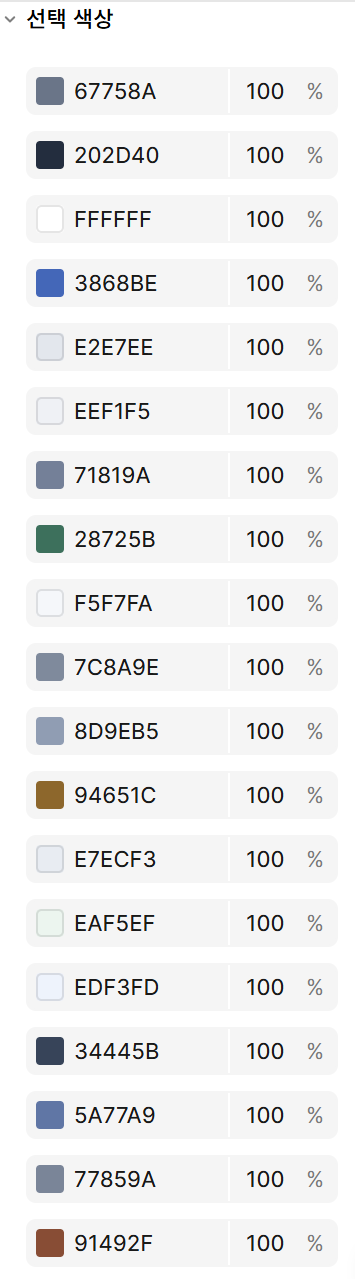 선택 색상
67758A 100 %
202D40 100 %
FFFFFF 100 %
3868BE 100 %
E2E7EE 100 %
EEF1F5 100 %
71819A 100 %
28725B 100 %
F5F7FA 100 %
7C8A9E 100 %
8D9EB5 100 %
94651C 100 %
E7ECF3 100 %
EAF5EF 100 %
EDF3FD 100 %
34445B 100 %
5A77A9 100 %
77859A 100 %
91492F 100 %